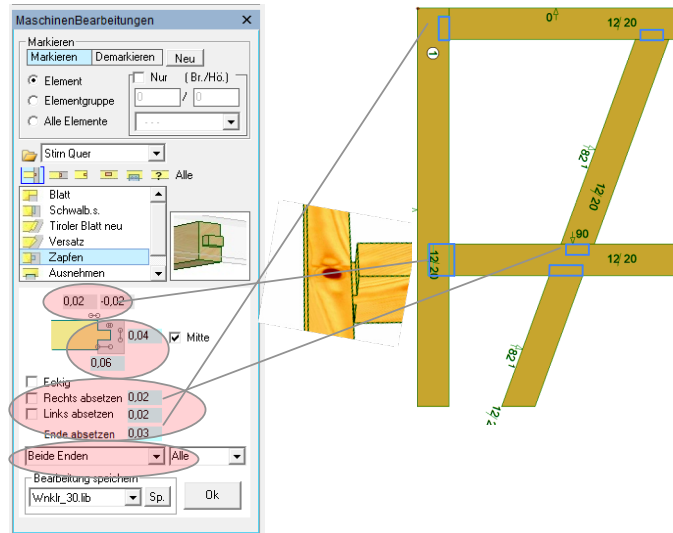 MaschinenBearbeitungen
Markieren
Markieren Demarkieren Neu
Element
Nur ( Br./Hö.)
Elementgruppe
0 / 0
Alle Elemente
- - -
Stirn Quer
? Alle
Blatt
Schwalb.s.
Tiroler Blatt neu
Versatz
Zapfen
Ausnehmen
0,02 -0,02
0,04 Mitte
0,06
Eckig
Rechts absetzen 0,02
Links absetzen 0,02
Ende absetzen 0,03
Beide Enden Alle
Bearbeitung speichern
Wnklr_30.lib Sp. Ok
0 12/ 20
1
821
12/ 20
90
12/ 20 12/ 20
821
12/ 2